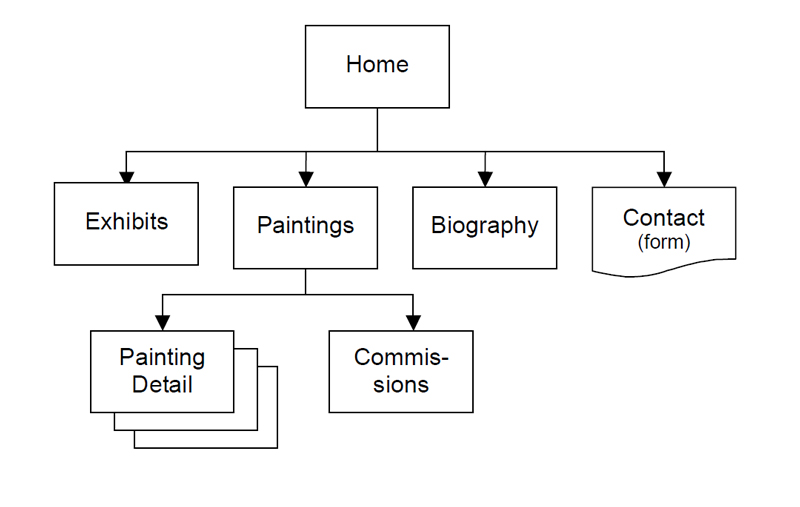 Home
Exhibits
Paintings
Biography
Contact
(form)
Painting
Detail
Commis-
sions